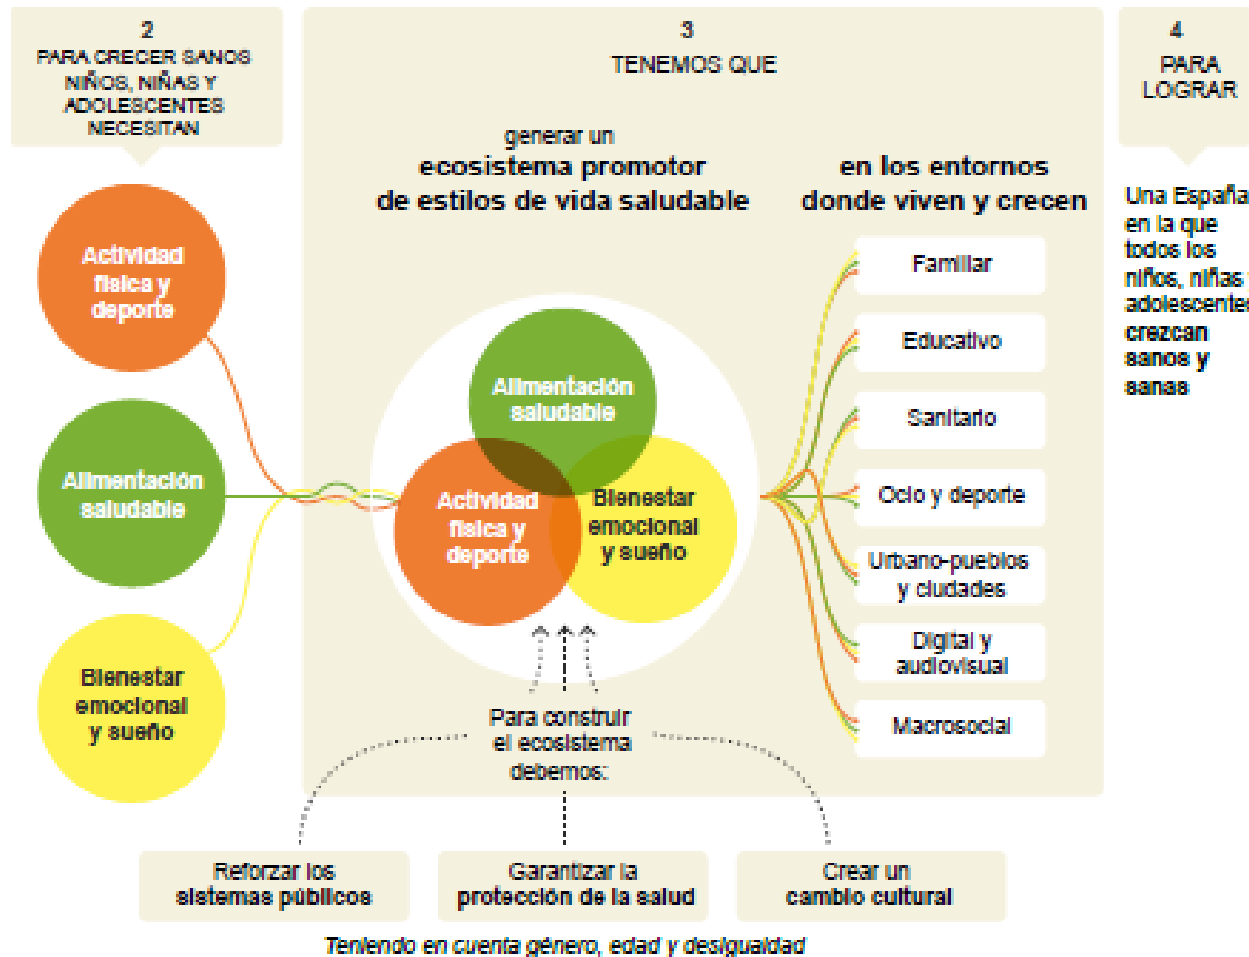 2
PARA CRECER SANOS
NIÑOS, NIÑAS Y
ADOLESCENTES
NECESITAN
Actividad
física y
deporte
Alimentación
saludable
Bienestar
emocional
y sueño
3
TENEMOS QUE
generar un
ecosistema promotor
de estilos de vida saludable
Alimentación
saludable
Actividad
física y
deporte
Bienestar
emocional
y sueño
Para construir
el ecosistema
debemos:
en los entornos
donde viven y crecen
Familiar
Educativo
Sanitario
Ocio y deporte
Urbano-pueblos
y ciudades
Digital y
audiovisual
Macrosocial
4
PARA
LOGRAR
Una España
en la que
todos los
niños, niñas
adolescentes
crezcan
sanos y
sanas
Reforzar los
sistemas públicos
Garantizar la
protección de la salud
Crear un
cambio cultural
Teniendo en cuenta género, edad y desigualdad